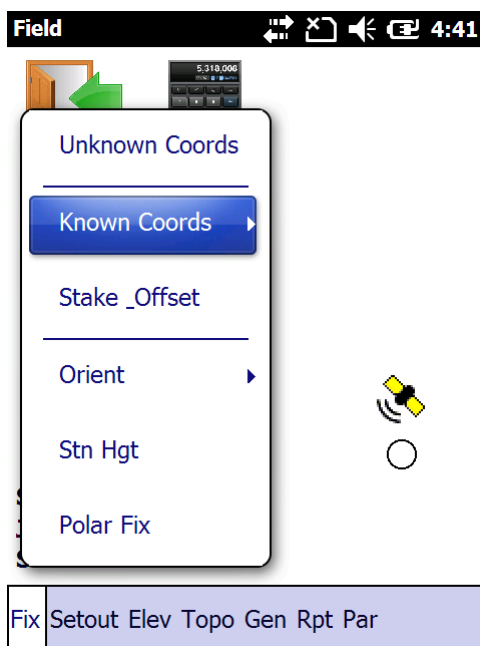 Field 4:41
5,318.006
Unknown Coords
Known Coords
Stake _Offset
Orient
Stn Hgt
Polar Fix
Fix Setout Elev Topo Gen Rpt Par